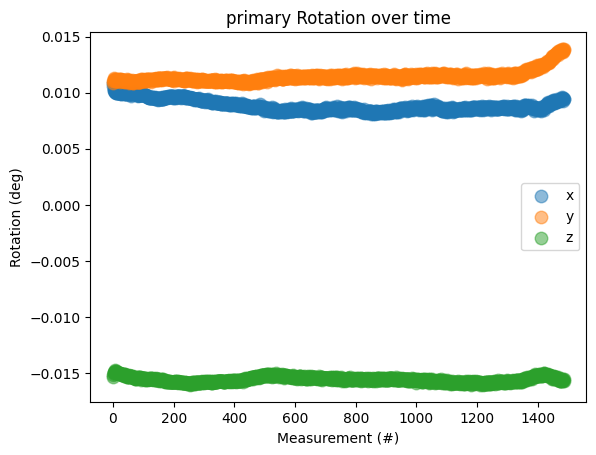 primary Rotation over time
Rotation (deg)
0.015
0.010
0.005
0.000
−0.005
−0.010
−0.015
x
y
z
0 200 400 600 800 1000 1200 1400
Measurement (#)